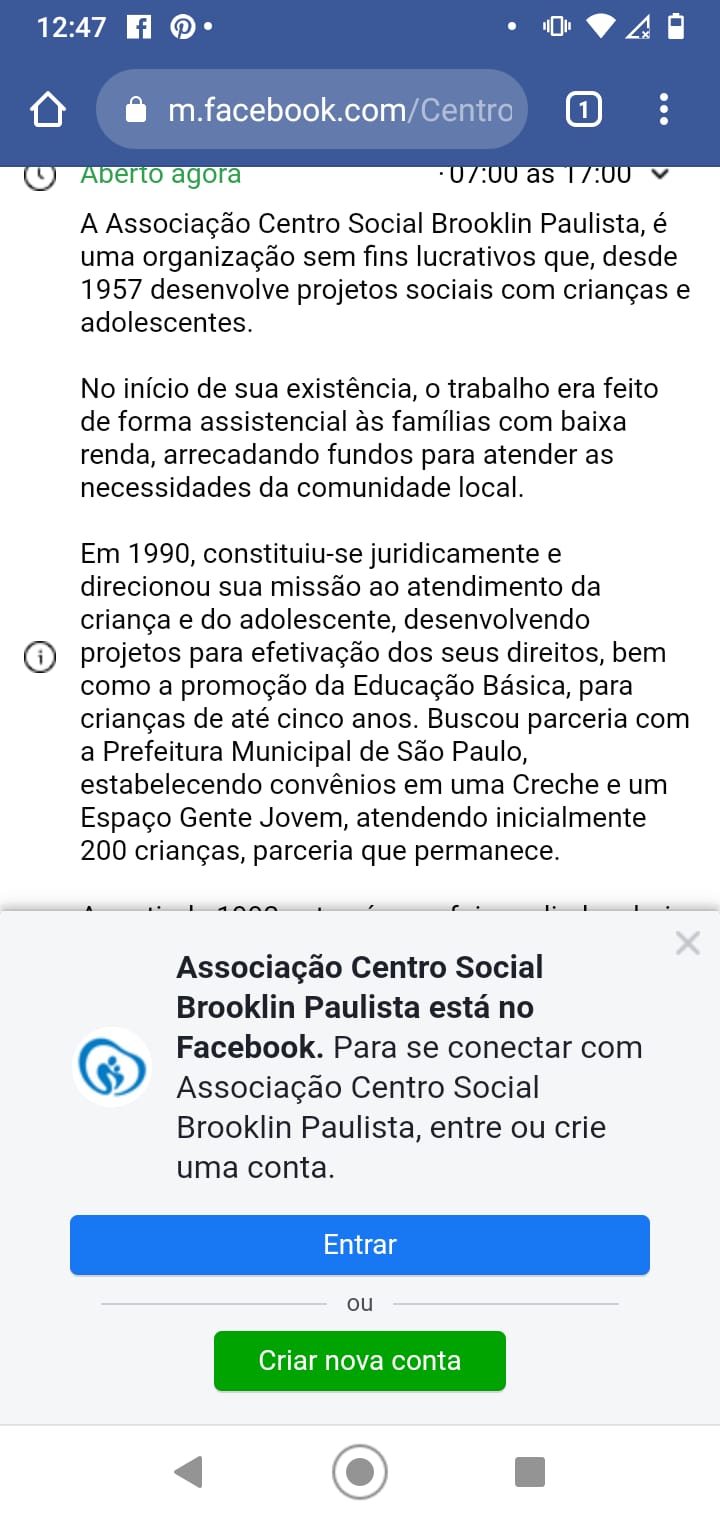 12:47
m.facebook.com/Centro
1
Aberto agora · 07:00 às 17:00
A Associação Centro Social Brooklin Paulista, é
uma organização sem fins lucrativos que, desde
1957 desenvolve projetos sociais com crianças e
adolescentes.
No início de sua existência, o trabalho era feito
de forma assistencial às famílias com baixa
renda, arrecadando fundos para atender as
necessidades da comunidade local.
Em 1990, constituiu-se juridicamente e
direcionou sua missão ao atendimento da
criança e do adolescente, desenvolvendo
projetos para efetivação dos seus direitos, bem
como a promoção da Educação Básica, para
crianças de até cinco anos. Buscou parceria com
a Prefeitura Municipal de São Paulo,
estabelecendo convênios em uma Creche e um
Espaço Gente Jovem, atendendo inicialmente
200 crianças, parceria que permanece.
Associação Centro Social
Brooklin Paulista está no
Facebook. Para se conectar com
Associação Centro Social
Brooklin Paulista, entre ou crie
uma conta.
Entrar
ou
Criar nova conta